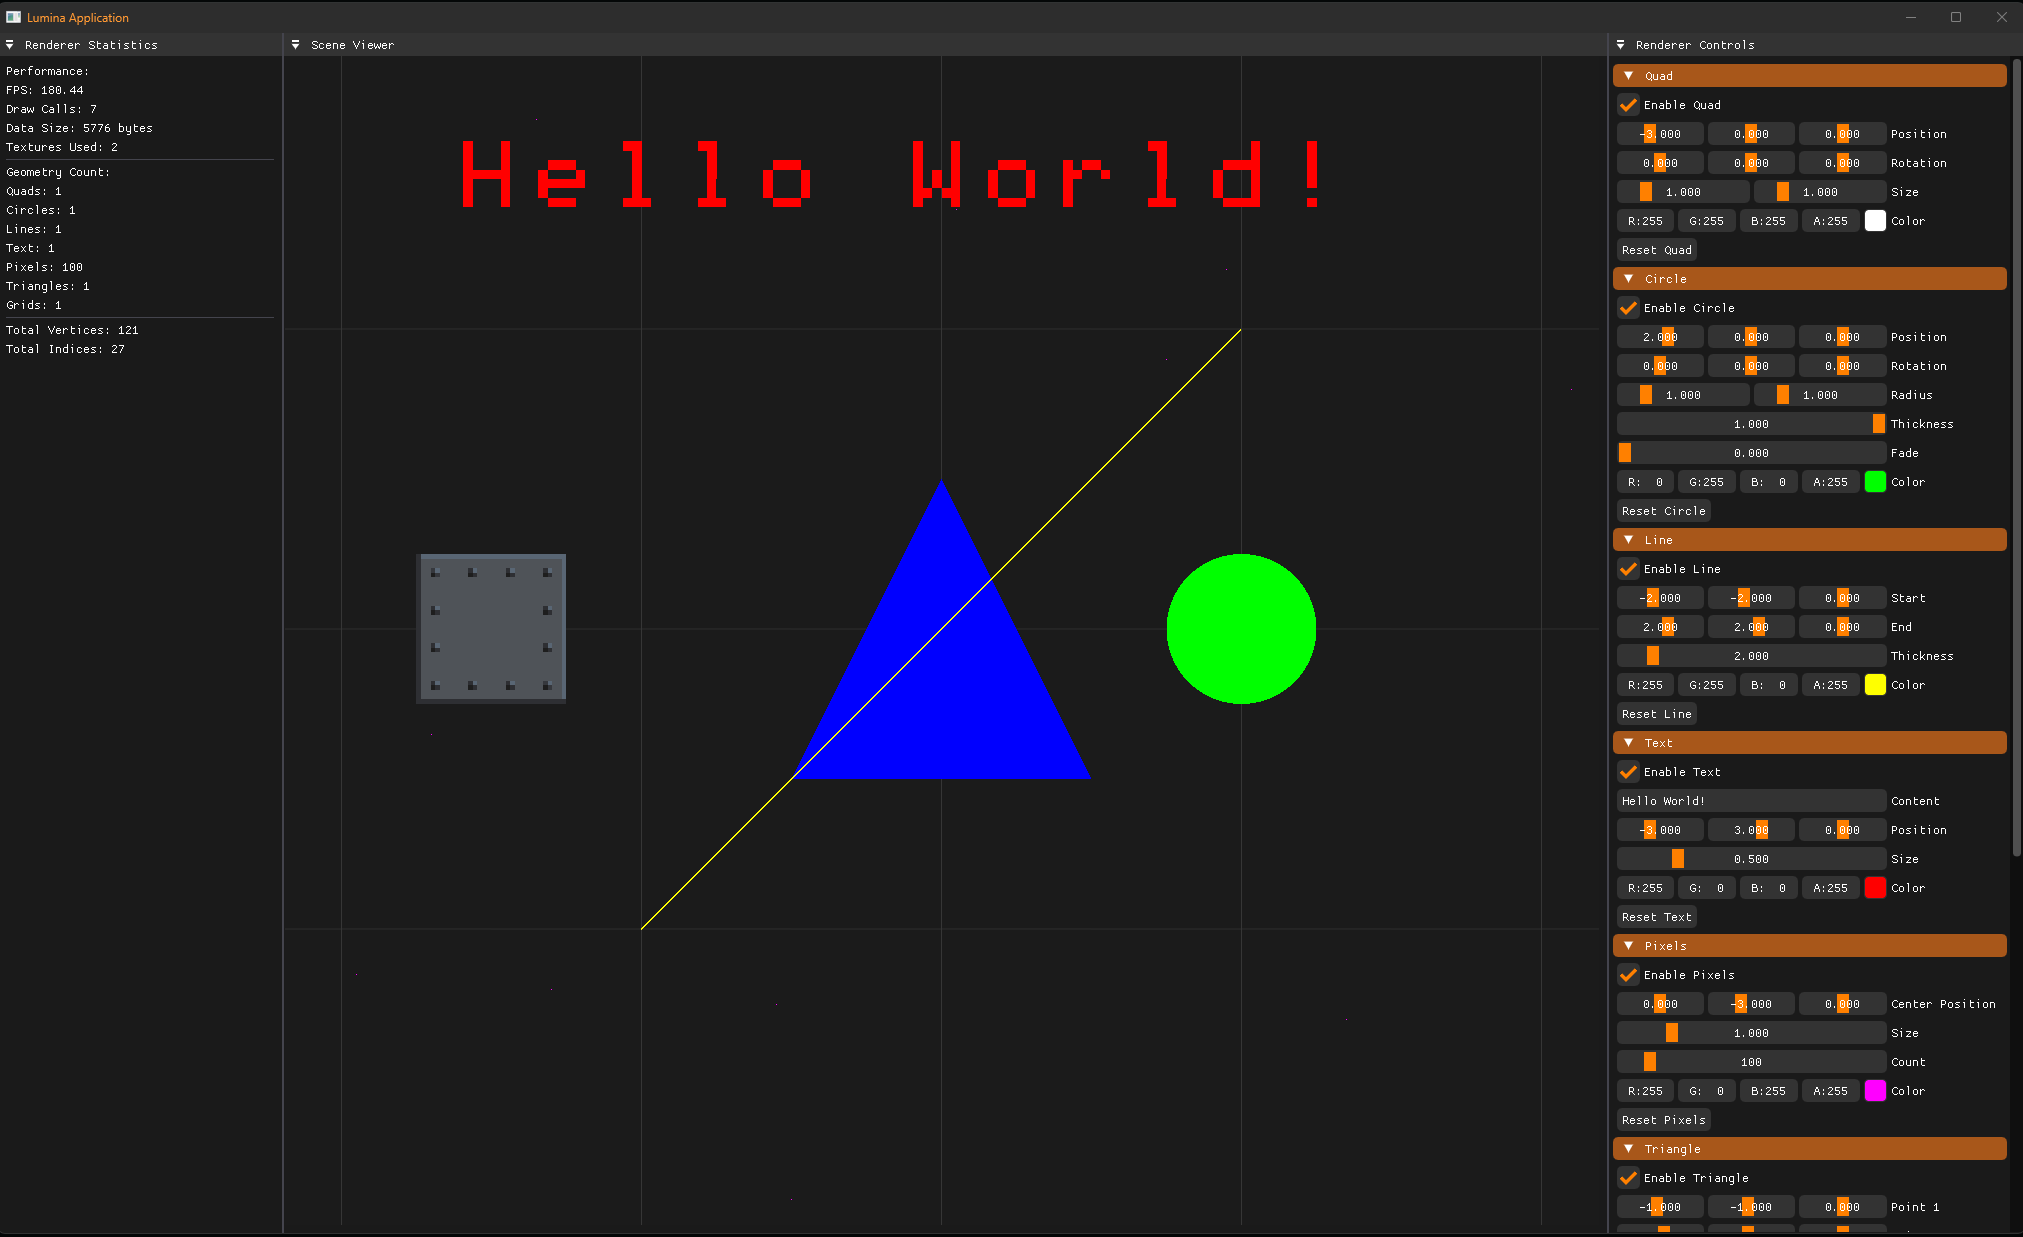 Lumina Application
Renderer Statistics
Performance:
FPS: 180.44
Draw Calls: 7
Data Size: 5776 bytes
Textures Used: 2
Geometry Count:
Quads: 1
Circles: 1
Lines: 1
Text: 1
Pixels: 100
Triangles: 1
Grids: 1
Total Vertices: 121
Total Indices: 27
Scene Viewer
Hello World!
Renderer Controls
Quad
Enable Quad
-3.000 0.000 0.000 Position
0.000 0.000 0.000 Rotation
1.000 1.000 Size
R:255 G:255 B:255 A:255 Color
Reset Quad
Circle
Enable Circle
2.000 0.000 0.000 Position
0.000 0.000 0.000 Rotation
1.000 1.000 Radius
1.000 Thickness
0.000 Fade
R: 0 G:255 B: 0 A:255 Color
Reset Circle
Line
Enable Line
-2.000 -2.000 0.000 Start
2.000 2.000 0.000 End
2.000 Thickness
R:255 G:255 B: 0 A:255 Color
Reset Line
Text
Enable Text
Hello World! Content
-3.000 3.000 0.000 Position
0.500 Size
R:255 G: 0 B: 0 A:255 Color
Reset Text
Pixels
Enable Pixels
0.000 -3.000 0.000 Center Position
1.000 Size
100 Count
R:255 G: 0 B:255 A:255 Color
Reset Pixels
Triangle
Enable Triangle
-1.000 -1.000 0.000 Point 1